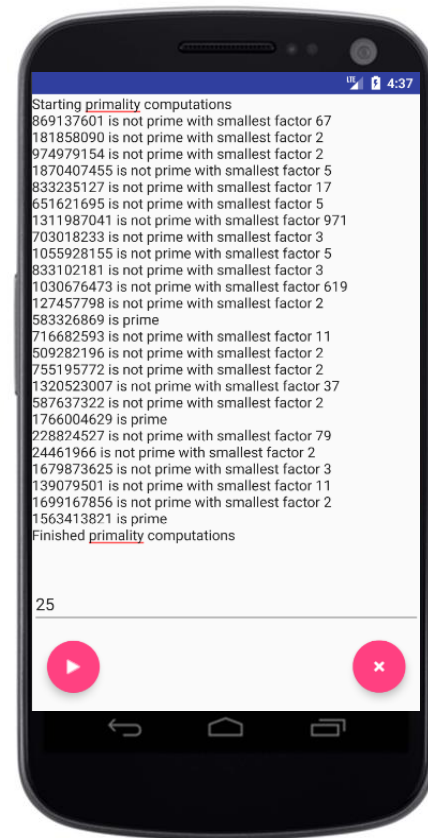 LTE 4:37
Starting primality computations
869137601 is not prime with smallest factor 67
181858090 is not prime with smallest factor 2
974979154 is not prime with smallest factor 2
1870407455 is not prime with smallest factor 5
833235127 is not prime with smallest factor 17
651621695 is not prime with smallest factor 5
1311987041 is not prime with smallest factor 971
703018233 is not prime with smallest factor 3
1055928155 is not prime with smallest factor 5
833102181 is not prime with smallest factor 3
1030676473 is not prime with smallest factor 619
127457798 is not prime with smallest factor 2
583326869 is prime
716682593 is not prime with smallest factor 11
509282196 is not prime with smallest factor 2
755195772 is not prime with smallest factor 2
1320523007 is not prime with smallest factor 37
587637322 is not prime with smallest factor 2
1766004629 is prime
228824527 is not prime with smallest factor 79
24461966 is not prime with smallest factor 2
1679873625 is not prime with smallest factor 3
139079501 is not prime with smallest factor 11
1699167856 is not prime with smallest factor 2
1563413821 is prime
Finished primality computations
25